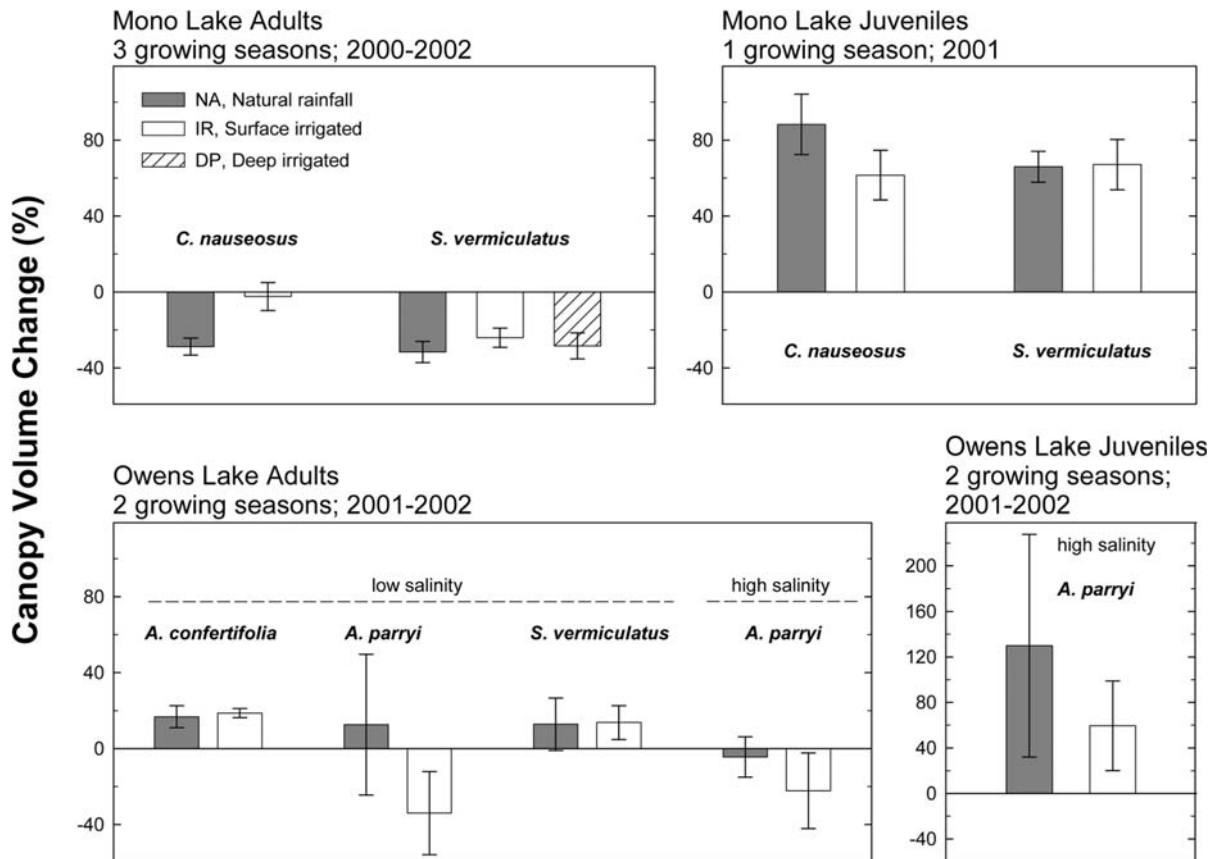 Canopy Volume Change (%)
Mono Lake Adults
3 growing seasons; 2000-2002
NA, Natural rainfall
IR, Surface irrigated
DP, Deep irrigated
80
40
0
-40
C. nauseosus
S. vermiculatus
Mono Lake Juveniles
1 growing season; 2001
80
40
0
-40
C. nauseosus
S. vermiculatus
Owens Lake Adults
2 growing seasons; 2001-2002
80
40
0
-40
low salinity
high salinity
A. confertifolia
A. parryi
S. vermiculatus
A. parryi
Owens Lake Juveniles
2 growing seasons;
2001-2002
high salinity
A. parryi
200
160
120
80
40
0
-40